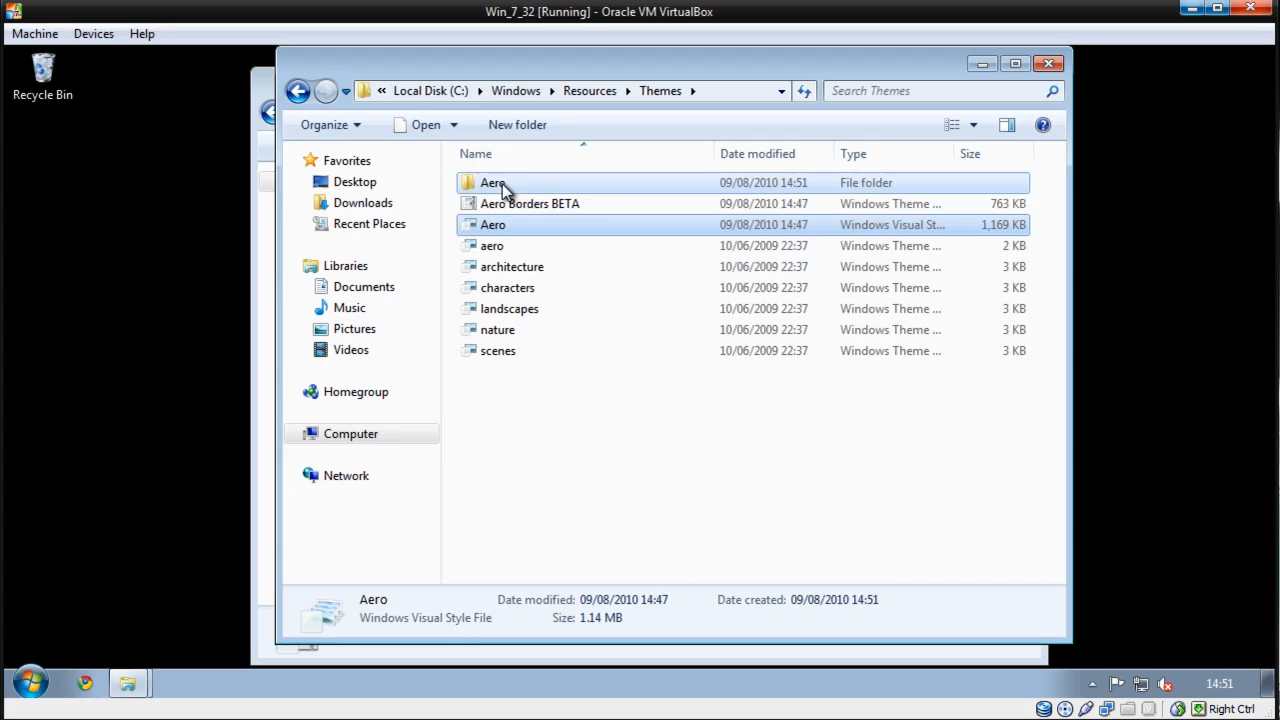 Win_7_32 [Running] - Oracle VM VirtualBox
Machine Devices Help
Recycle Bin
« Local Disk (C:) Windows Resources Themes
Search Themes
Organize Open New folder
Name Date modified Type Size
Favorites
Desktop
Downloads
Recent Places
Libraries
Documents
Music
Pictures
Videos
Homegroup
Computer
Network
Aero 09/08/2010 14:51 File folder
Aero Borders BETA 09/08/2010 14:47 Windows Theme ... 763 KB
Aero 09/08/2010 14:47 Windows Visual St... 1,169 KB
aero 10/06/2009 22:37 Windows Theme ... 2 KB
architecture 10/06/2009 22:37 Windows Theme ... 3 KB
characters 10/06/2009 22:37 Windows Theme ... 3 KB
landscapes 10/06/2009 22:37 Windows Theme ... 3 KB
nature 10/06/2009 22:37 Windows Theme ... 3 KB
scenes 10/06/2009 22:37 Windows Theme ... 3 KB
Aero Date modified: 09/08/2010 14:47 Date created: 09/08/2010 14:51
Windows Visual Style File Size: 1.14 MB
14:51
Right Ctrl